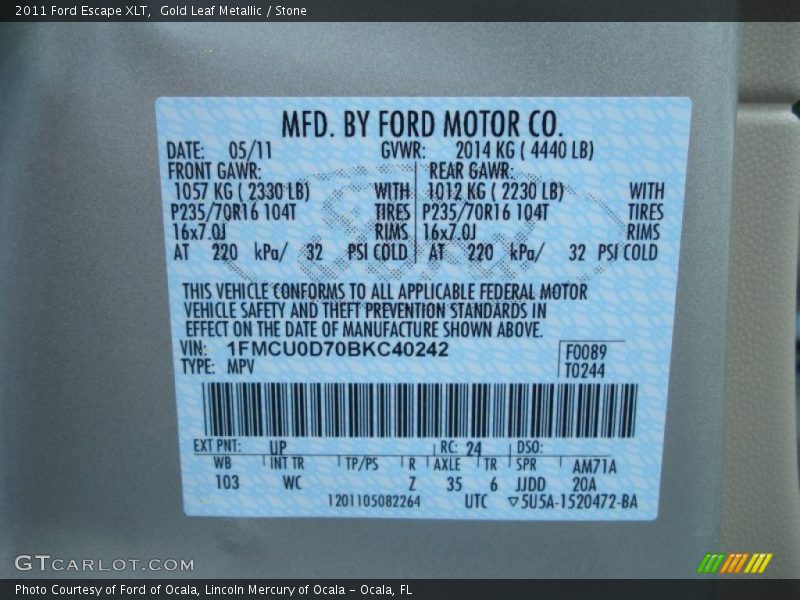 2011 Ford Escape XLT, Gold Leaf Metallic / Stone
MFD. BY FORD MOTOR CO.
DATE: 05/11 GVWR: 2014 KG ( 4440 LB)
FRONT GAWR: REAR GAWR:
1057 KG ( 2330 LB) WITH 1012 KG ( 2230 LB) WITH
P235/70R16 104T TIRES P235/70R16 104T TIRES
16x7.0J RIMS 16x7.0J RIMS
AT 220 kPa/ 32 PSI COLD AT 220 kPa/ 32 PSI COLD
THIS VEHICLE CONFORMS TO ALL APPLICABLE FEDERAL MOTOR
VEHICLE SAFETY AND THEFT PREVENTION STANDARDS IN
EFFECT ON THE DATE OF MANUFACTURE SHOWN ABOVE.
VIN: 1FMCU0D70BKC40242 F0089
TYPE: MPV T0244
EXT PNT: UP RC: 24 DSO:
WB INT TR TP/PS R AXLE TR SPR AM71A
103 WC Z 35 6 JJDD 20A
1201105082264 UTC ▽5U5A-1520472-BA
GTCARLOT.COM
Photo Courtesy of Ford of Ocala, Lincoln Mercury of Ocala – Ocala, FL